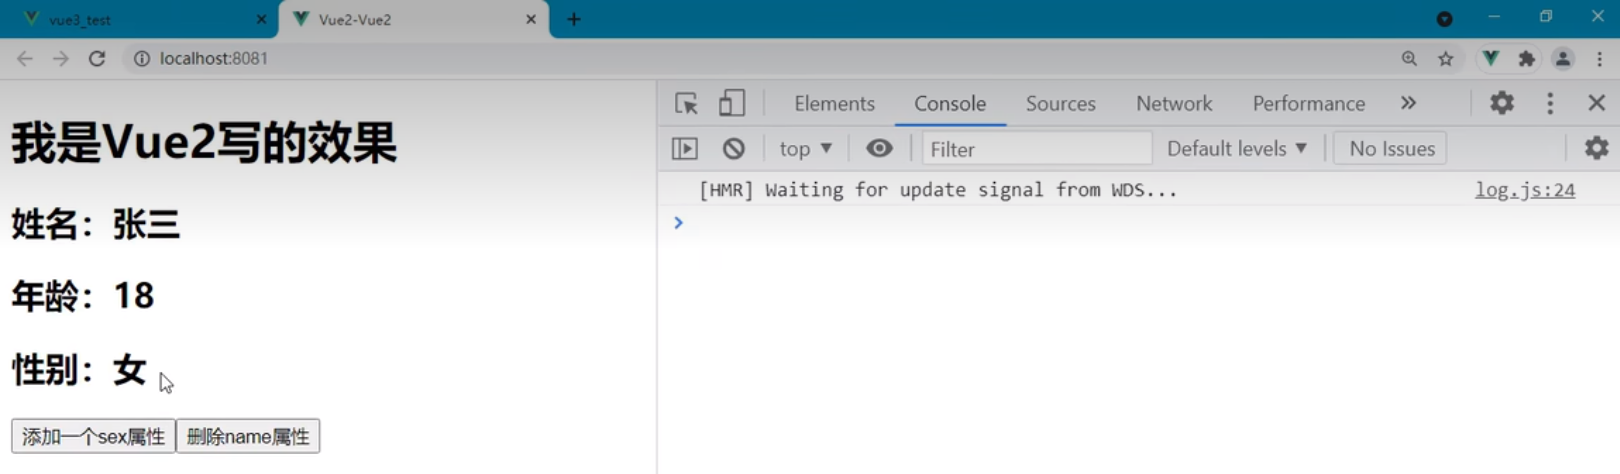 vue3_test
Vue2-Vue2
localhost:8081
我是Vue2写的效果
姓名：张三
年龄：18
性别：女
添加一个sex属性 删除name属性
Elements Console Sources Network Performance
top Filter Default levels No Issues
[HMR] Waiting for update signal from WDS... log.js:24